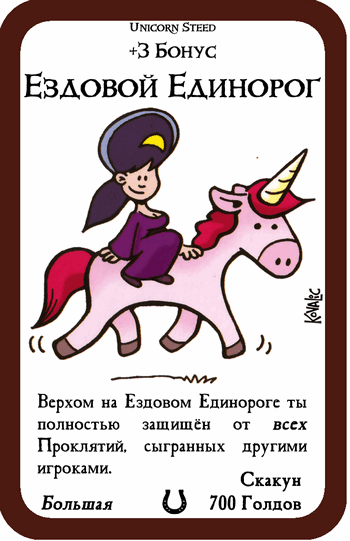 Unicorn Steed
+3 Бонус
Ездовой Единорог
Kovalic
Верхом на Ездовом Единороге ты
полностью защищён от всех
Проклятий, сыгранных другими
игроками.
Скакун
Большая
700 Голдов